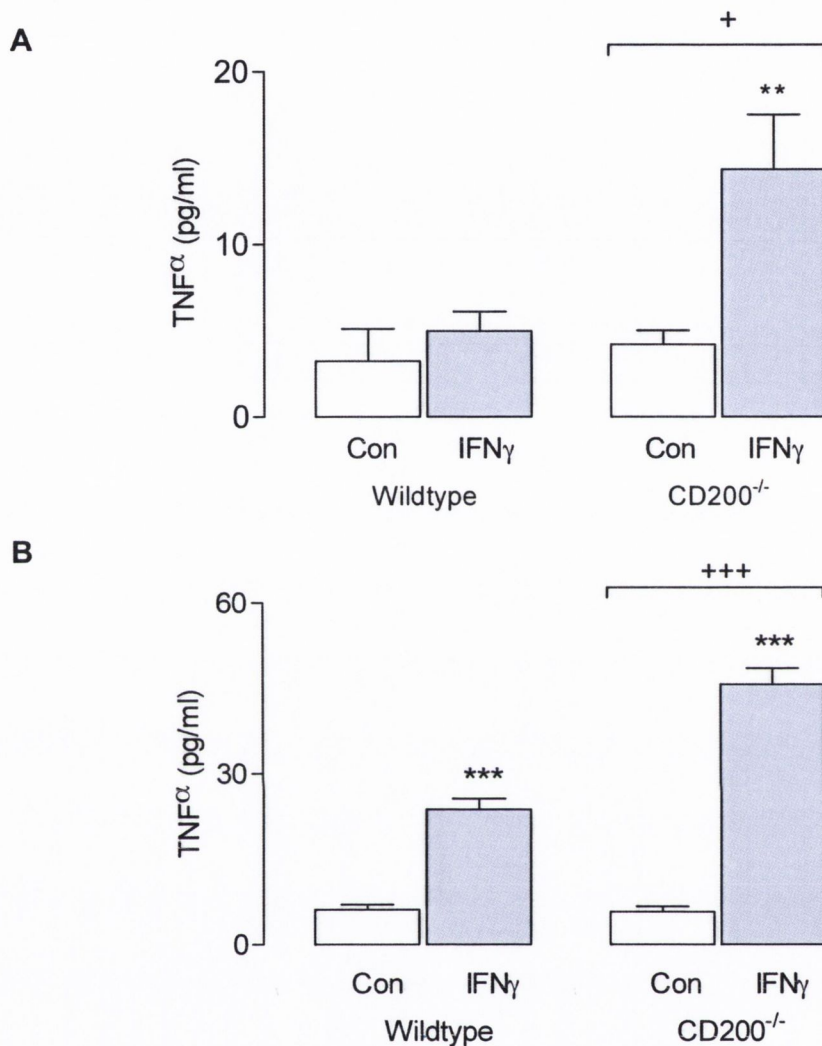 A
+
20
**
10
TNFα (pg/ml)
0
Con IFNγ Con IFNγ
Wildtype CD200-/-
B
+++
60
***
30
***
TNFα (pg/ml)
0
Con IFNγ Con IFNγ
Wildtype CD200-/-